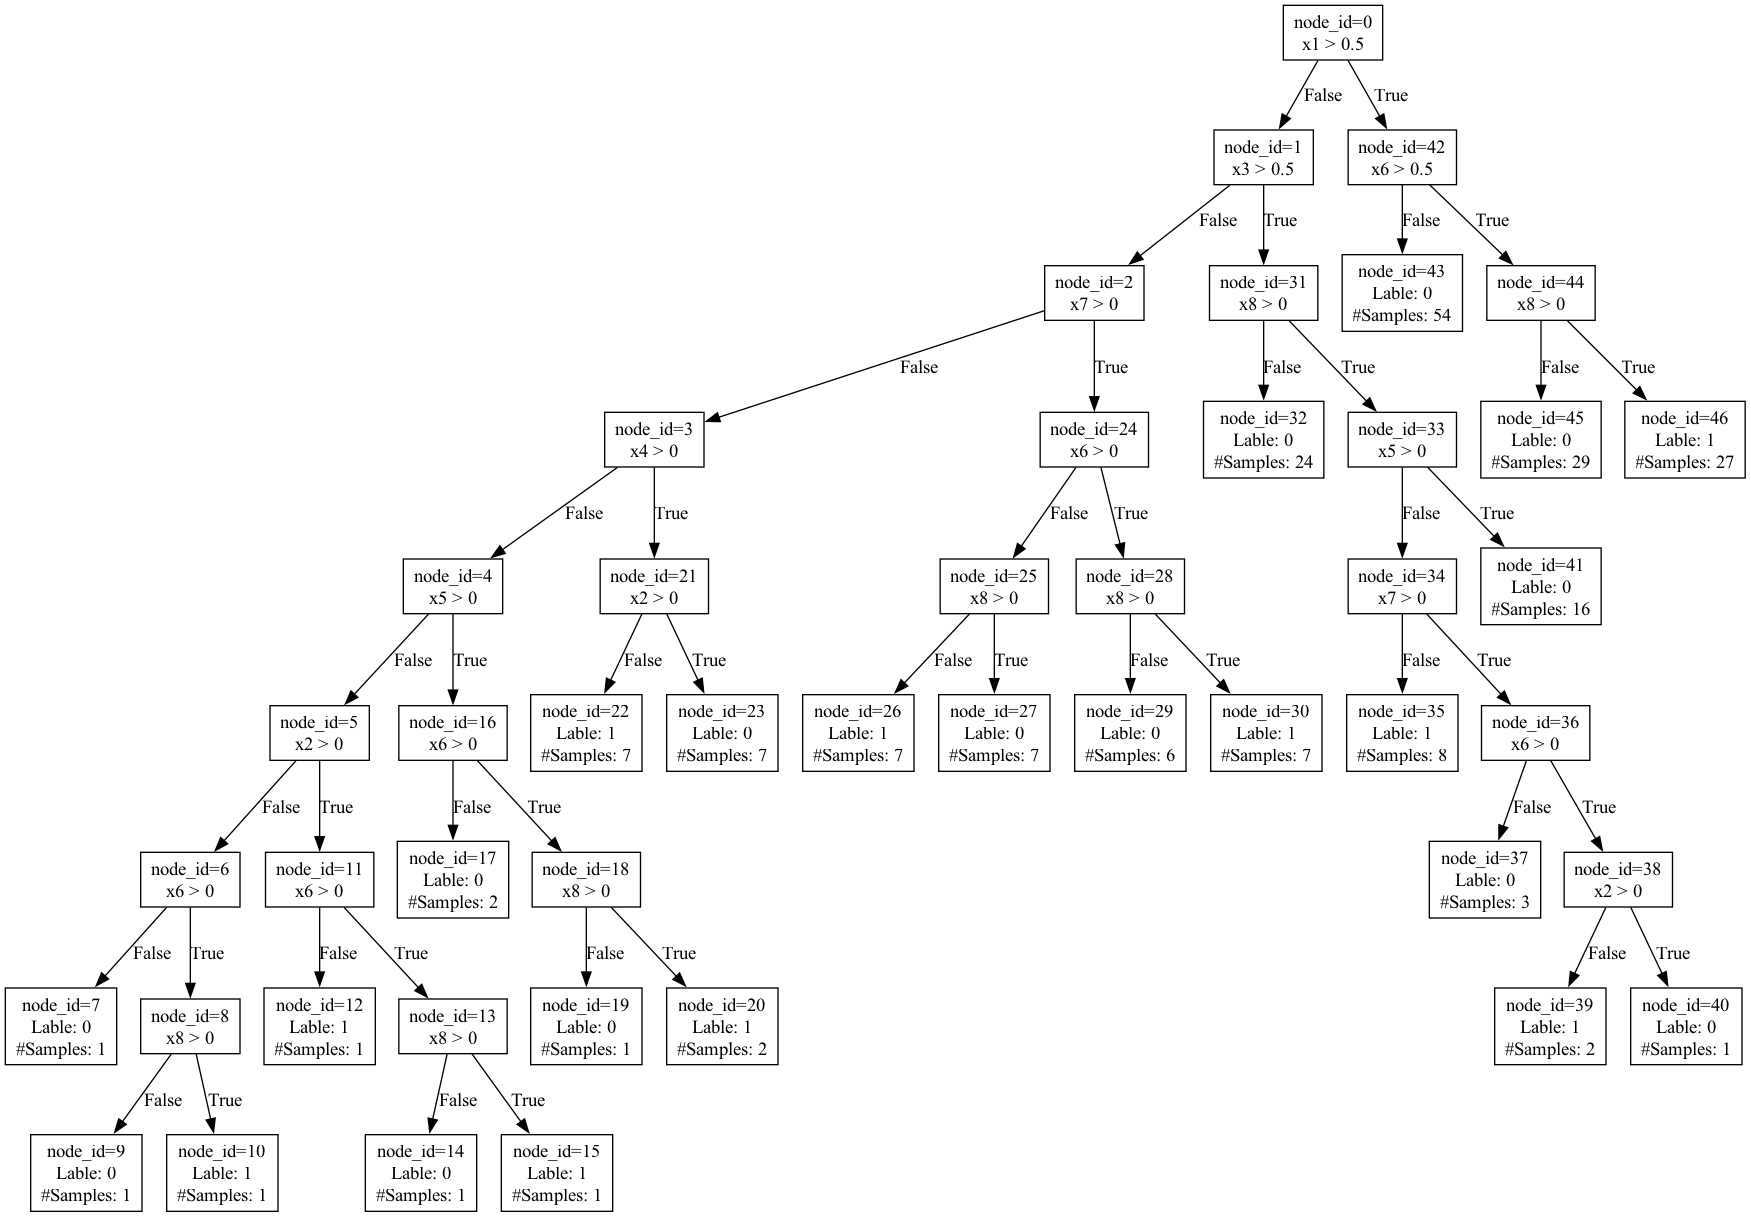 node_id=0
x1 > 0.5
False
True
node_id=1
x3 > 0.5
node_id=42
x6 > 0.5
False
True
False
True
node_id=2
x7 > 0
node_id=31
x8 > 0
node_id=43
Lable: 0
#Samples: 54
node_id=44
x8 > 0
False
True
False
True
False
True
node_id=3
x4 > 0
node_id=24
x6 > 0
node_id=32
Lable: 0
#Samples: 24
node_id=33
x5 > 0
node_id=45
Lable: 0
#Samples: 29
node_id=46
Lable: 1
#Samples: 27
False
True
False
True
False
True
node_id=4
x5 > 0
node_id=21
x2 > 0
node_id=25
x8 > 0
node_id=28
x8 > 0
node_id=34
x7 > 0
node_id=41
Lable: 0
#Samples: 16
False
True
False
True
False
True
False
True
False
True
node_id=5
x2 > 0
node_id=16
x6 > 0
node_id=22
Lable: 1
#Samples: 7
node_id=23
Lable: 0
#Samples: 7
node_id=26
Lable: 1
#Samples: 7
node_id=27
Lable: 0
#Samples: 7
node_id=29
Lable: 0
#Samples: 6
node_id=30
Lable: 1
#Samples: 7
node_id=35
Lable: 1
#Samples: 8
node_id=36
x6 > 0
False
True
False
True
False
True
node_id=6
x6 > 0
node_id=11
x6 > 0
node_id=17
Lable: 0
#Samples: 2
node_id=18
x8 > 0
node_id=37
Lable: 0
#Samples: 3
node_id=38
x2 > 0
False
True
False
True
False
True
False
True
node_id=7
Lable: 0
#Samples: 1
node_id=8
x8 > 0
node_id=12
Lable: 1
#Samples: 1
node_id=13
x8 > 0
node_id=19
Lable: 0
#Samples: 1
node_id=20
Lable: 1
#Samples: 2
node_id=39
Lable: 1
#Samples: 2
node_id=40
Lable: 0
#Samples: 1
False
True
False
True
node_id=9
Lable: 0
#Samples: 1
node_id=10
Lable: 1
#Samples: 1
node_id=14
Lable: 0
#Samples: 1
node_id=15
Lable: 1
#Samples: 1